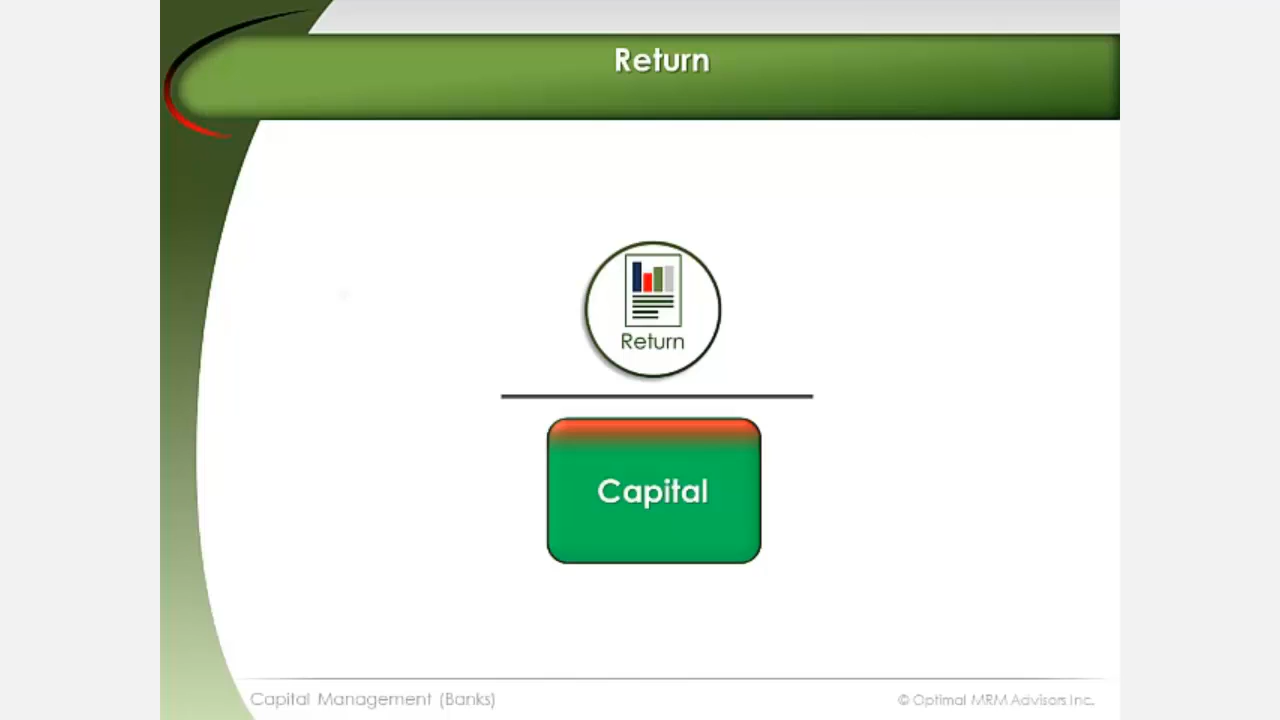 Return
Return
Capital
Capital Management (Banks)
© Optimal MRM Advisors Inc.